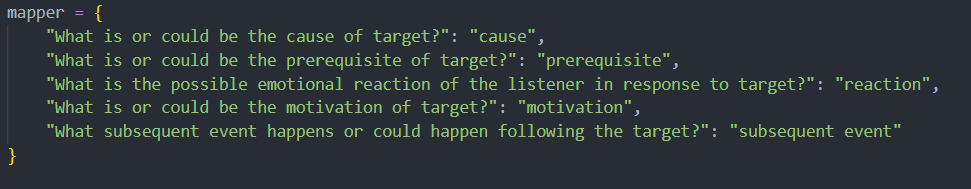 mapper = {
    "What is or could be the cause of target?": "cause",
    "What is or could be the prerequisite of target?": "prerequisite",
    "What is the possible emotional reaction of the listener in response to target?": "reaction",
    "What is or could be the motivation of target?": "motivation",
    "What subsequent event happens or could happen following the target?": "subsequent event"
}